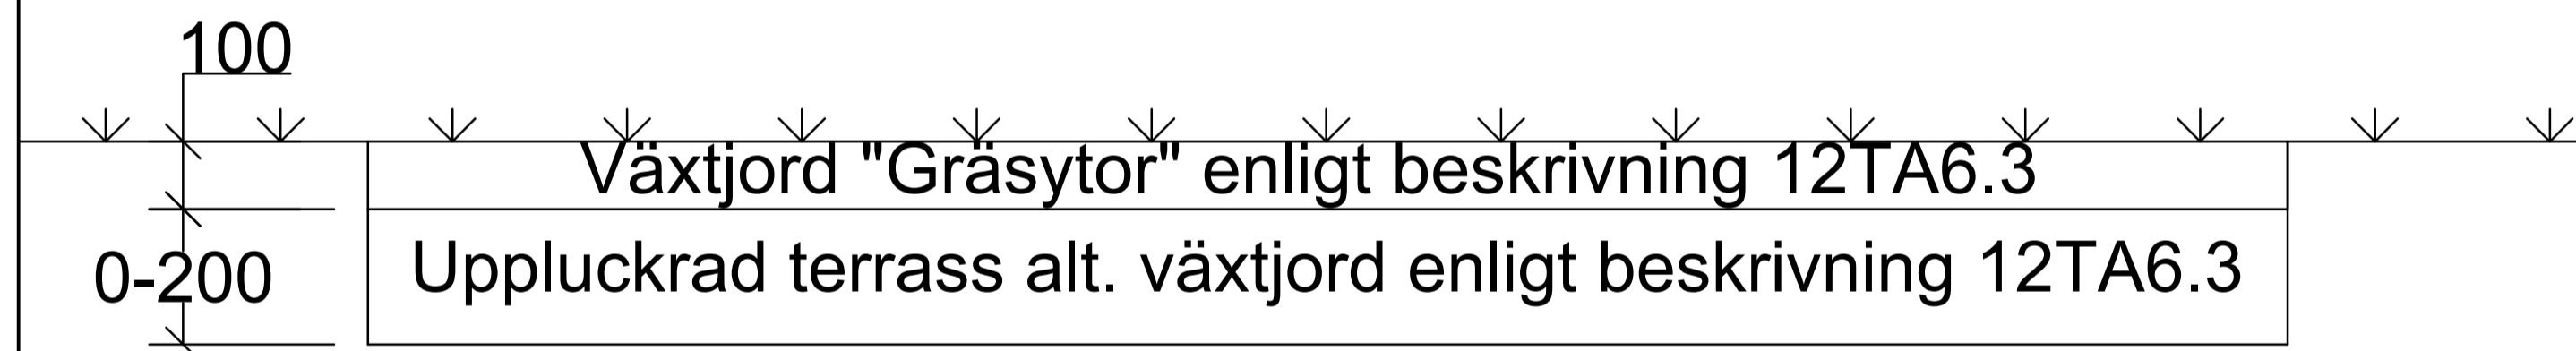 100
Växtjord "Gräsytor" enligt beskrivning 12TA6.3
0-200
Uppluckrad terrass alt. växtjord enligt beskrivning 12TA6.3